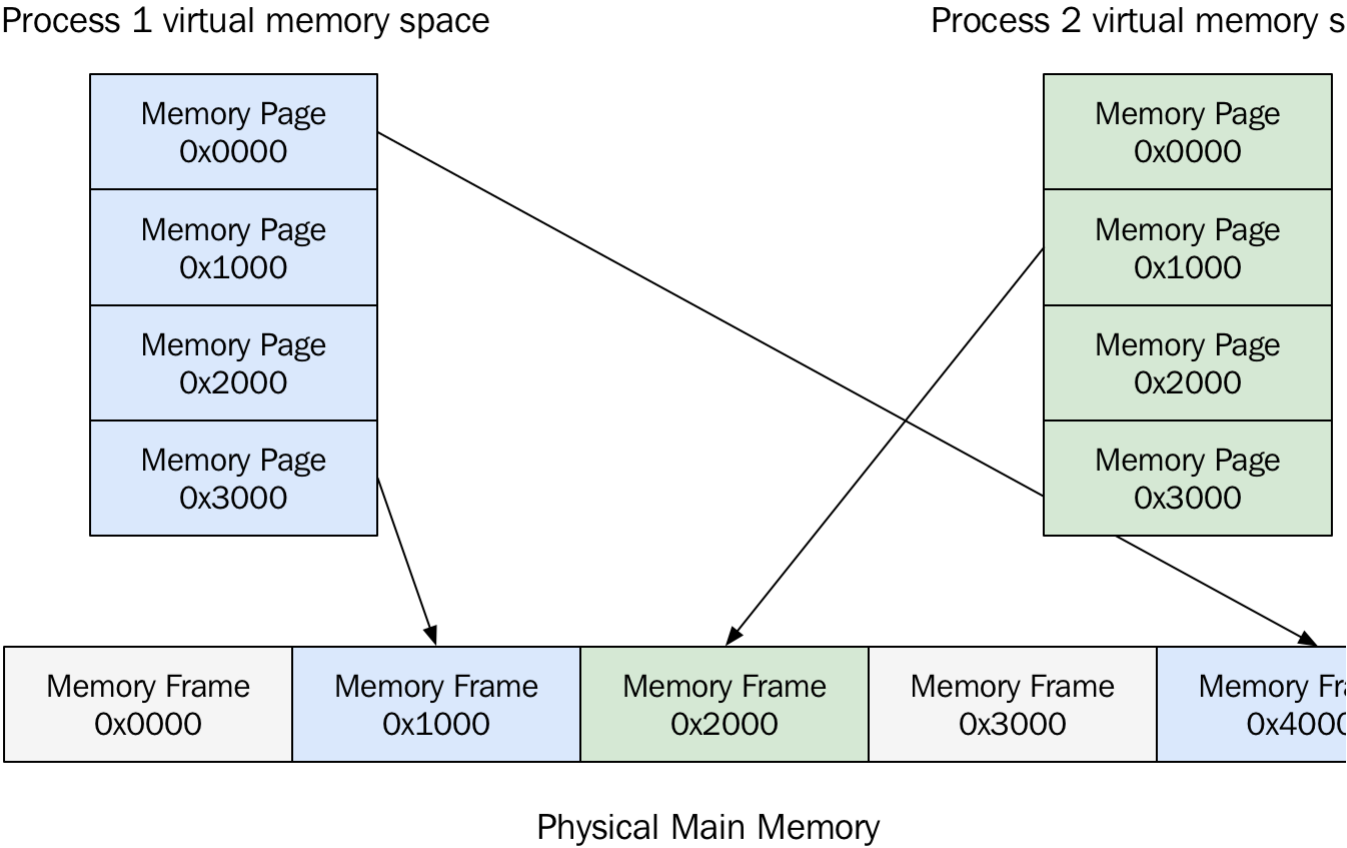 Process 1 virtual memory space
Process 2 virtual memory s
Memory Page
0x0000
Memory Page
0x1000
Memory Page
0x2000
Memory Page
0x3000
Memory Page
0x0000
Memory Page
0x1000
Memory Page
0x2000
Memory Page
0x3000
Memory Frame
0x0000
Memory Frame
0x1000
Memory Frame
0x2000
Memory Frame
0x3000
Memory Fra
0x4000
Physical Main Memory